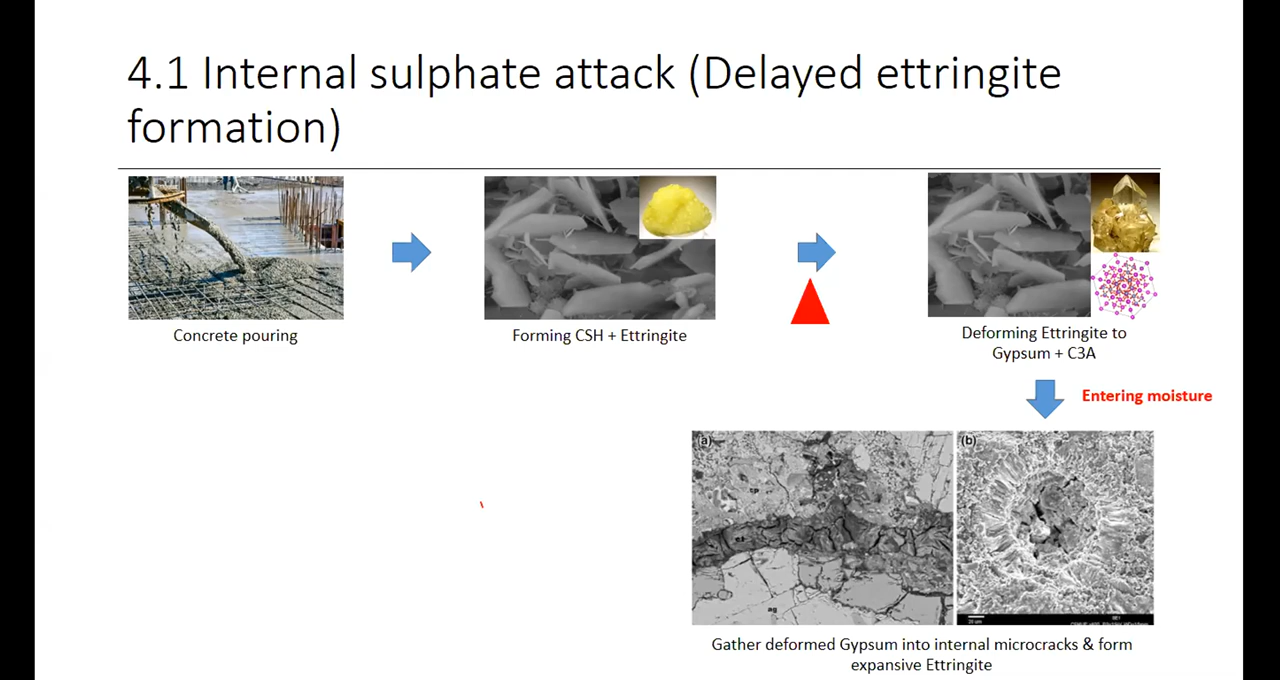 4.1 Internal sulphate attack (Delayed ettringite
formation)
Concrete pouring
Forming CSH + Ettringite
Deforming Ettringite to
Gypsum + C3A
Entering moisture
(a)
(b)
ag
Gather deformed Gypsum into internal microcracks & form
expansive Ettringite